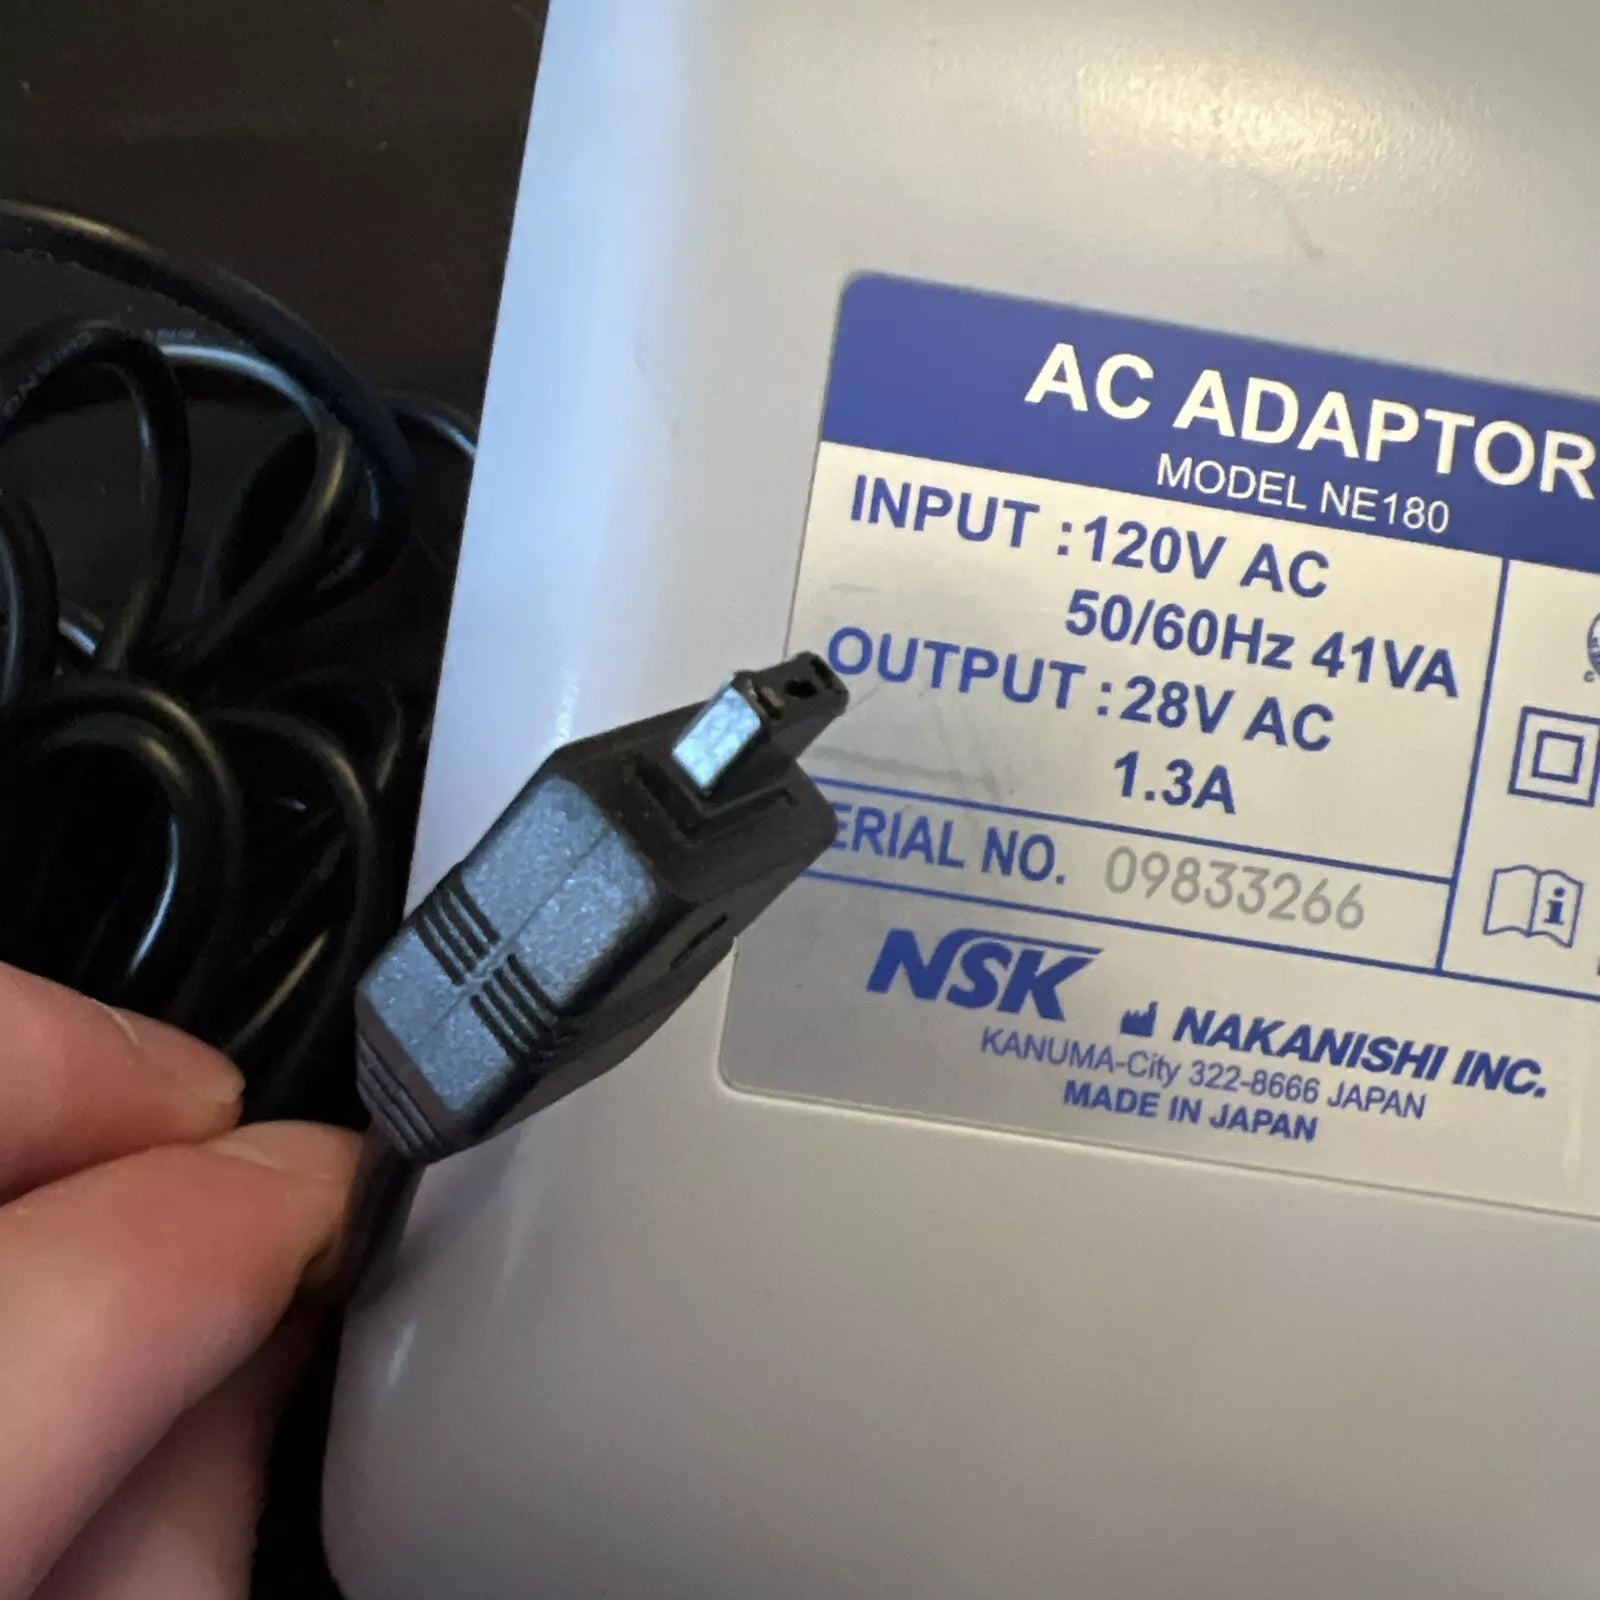 AC ADAPTOR
MODEL NE180
INPUT :120V AC
50/60Hz 41VA
OUTPUT :28V AC
1.3A
ERIAL NO. 09833266
NSK NAKANISHI INC.
KANUMA-City 322-8666 JAPAN
MADE IN JAPAN